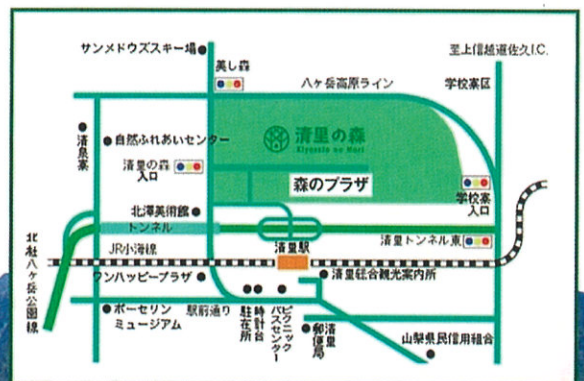 サンメドウズスキー場
至上信越道佐久I.C.
美し森
八ヶ岳高原ライン
学校寮区
清泉寮
自然ふれあいセンター
清里の森
Kiyosato no Mori
清里の森
入口
森のプラザ
学校寮
入口
北澤美術館
トンネル
清里トンネル東
北杜八ヶ岳公園線
JR小海線
清里駅
ワンハッピープラザ
清里総合観光案内所
ポーセリン
ミュージアム
駅前通り
駐在所
時計台
ピクニック
バスセンター
清里
郵便局
山梨県民信用組合